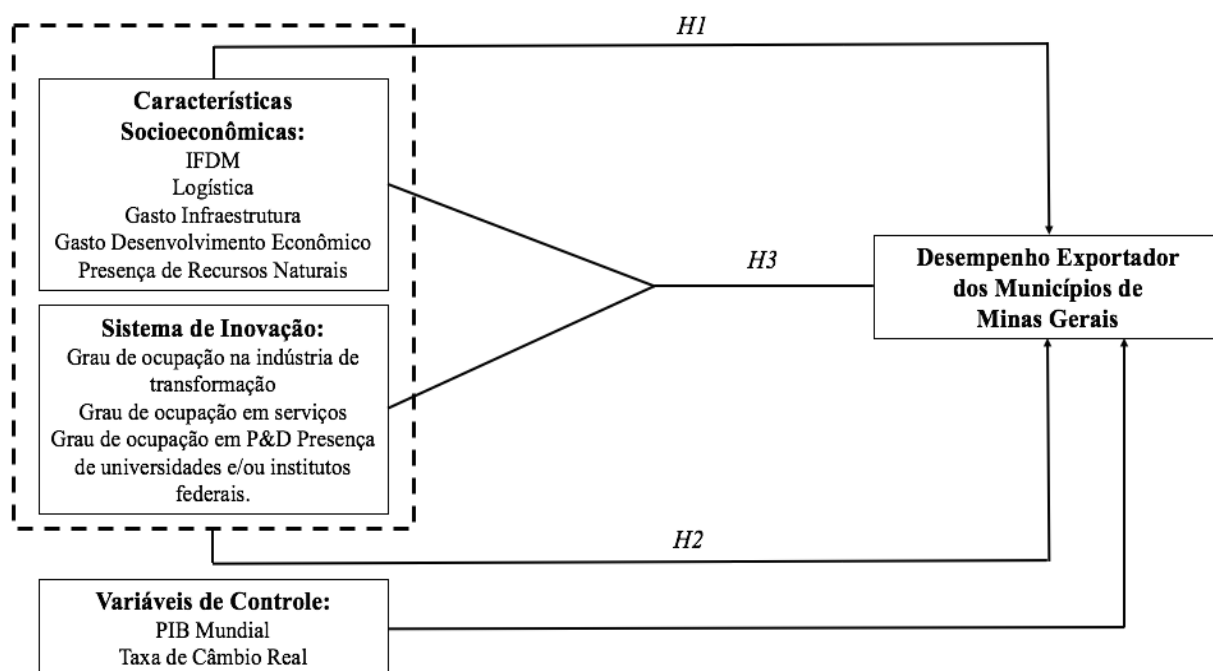 H1
Características
Socioeconômicas:
IFDM
Logística
Gasto Infraestrutura
Gasto Desenvolvimento Econômico
Presença de Recursos Naturais
H3
Desempenho Exportador
dos Municípios de
Minas Gerais
Sistema de Inovação:
Grau de ocupação na indústria de
transformação
Grau de ocupação em serviços
Grau de ocupação em P&D Presença
de universidades e/ou institutos
federais.
H2
Variáveis de Controle:
PIB Mundial
Taxa de Câmbio Real